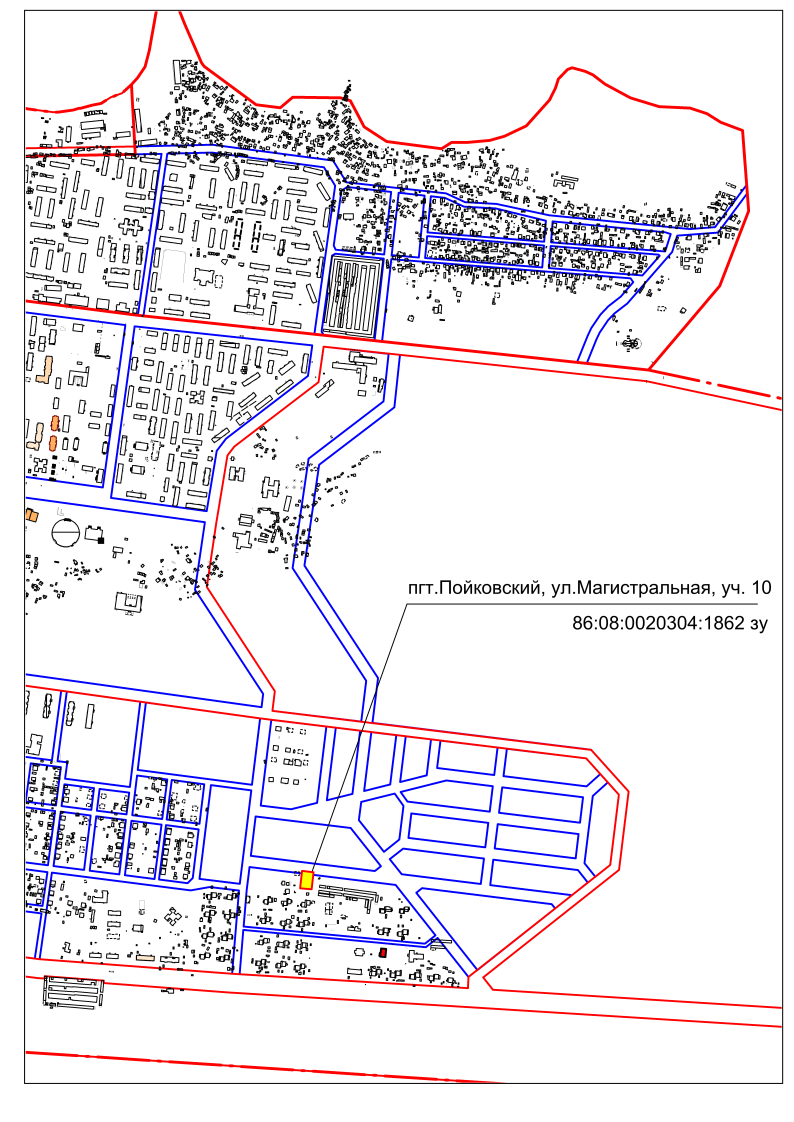 пгт.Пойковский, ул.Магистральная, уч. 10
86:08:0020304:1862 зу